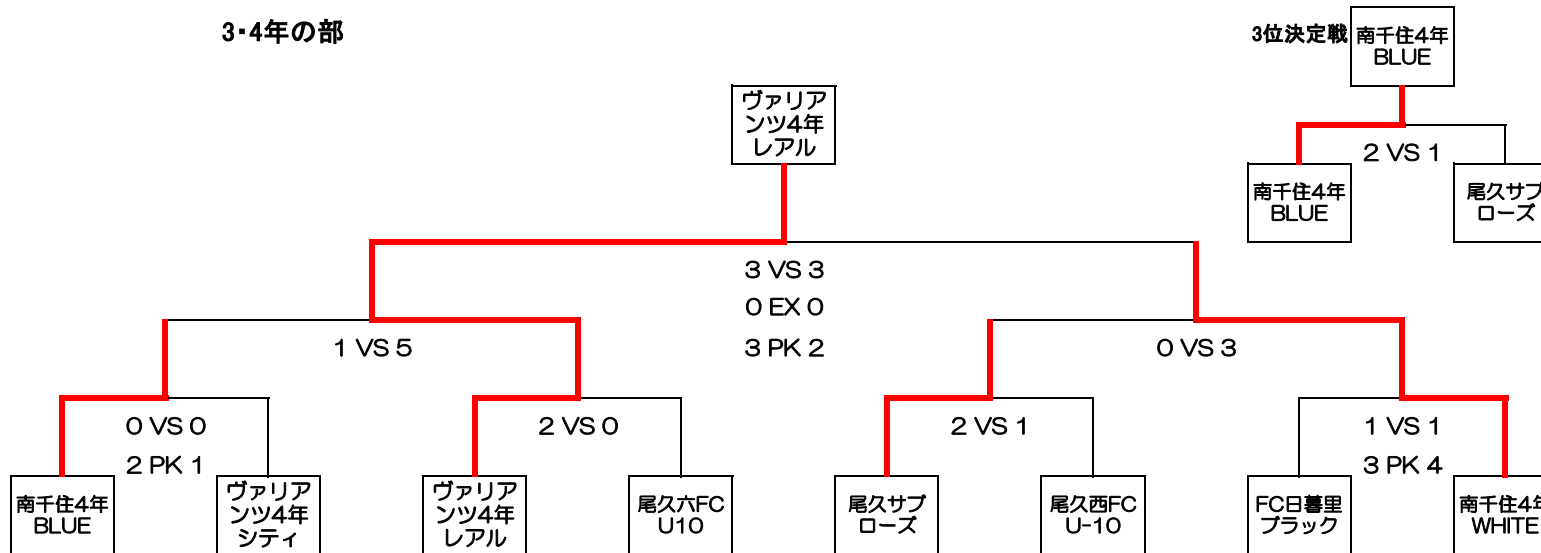 3・4年の部
3位決定戦
南千住4年
BLUE
ヴァリア
ンツ4年
レアル
2 VS 1
南千住4年
BLUE
尾久サブ
ローズ
3 VS 3
0 EX 0
3 PK 2
1 VS 5
0 VS 3
0 VS 0
2 PK 1
2 VS 0
2 VS 1
1 VS 1
3 PK 4
南千住4年
BLUE
ヴァリア
ンツ4年
シティ
ヴァリア
ンツ4年
レアル
尾久六FC
U10
尾久サブ
ローズ
尾久西FC
U-10
FC日暮里
ブラック
南千住4年
WHITE